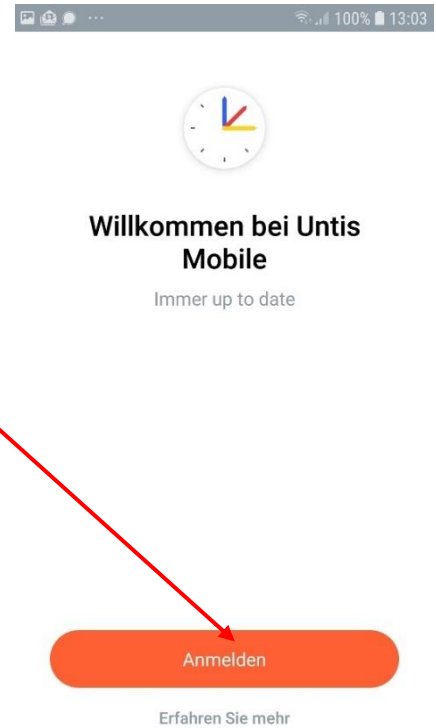 100% 13:03
Willkommen bei Untis
Mobile
Immer up to date
Anmelden
Erfahren Sie mehr